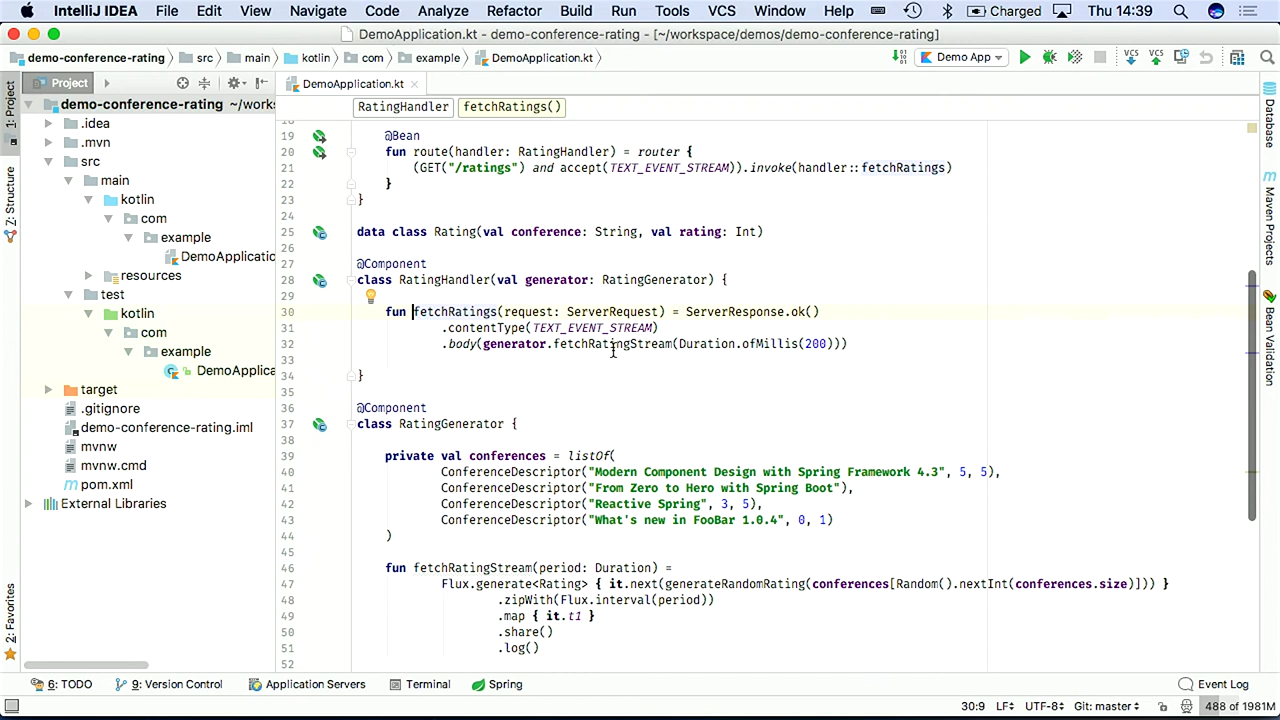 IntelliJ IDEA File Edit View Navigate Code Analyze Refactor Build Run Tools VCS Window Help Charged Thu 14:39
DemoApplication.kt - demo-conference-rating - [~/workspace/demos/demo-conference-rating]
demo-conference-rating src main kotlin com example DemoApplication.kt Demo App VCS VCS
Project DemoApplication.kt
RatingHandler fetchRatings()
demo-conference-rating ~/works
.idea
.mvn
src
main
kotlin
com
example
DemoApplicatio
resources
test
kotlin
com
example
DemoApplica
target
.gitignore
demo-conference-rating.iml
mvnw
mvnw.cmd
pom.xml
External Libraries
1: Project
Z: Structure
2: Favorites
19 @Bean
20 fun route(handler: RatingHandler) = router {
21 (GET("/ratings") and accept(TEXT_EVENT_STREAM)).invoke(handler::fetchRatings)
22 }
23 }
24
25 data class Rating(val conference: String, val rating: Int)
26
27 @Component
28 class RatingHandler(val generator: RatingGenerator) {
29
30 fun fetchRatings(request: ServerRequest) = ServerResponse.ok()
31 .contentType(TEXT_EVENT_STREAM)
32 .body(generator.fetchRatingStream(Duration.ofMillis(200)))
33
34 }
35
36 @Component
37 class RatingGenerator {
38
39 private val conferences = listOf(
40 ConferenceDescriptor("Modern Component Design with Spring Framework 4.3", 5, 5),
41 ConferenceDescriptor("From Zero to Hero with Spring Boot"),
42 ConferenceDescriptor("Reactive Spring", 3, 5),
43 ConferenceDescriptor("What's new in FooBar 1.0.4", 0, 1)
44 )
45
46 fun fetchRatingStream(period: Duration) =
47 Flux.generate<Rating> { it.next(generateRandomRating(conferences[Random().nextInt(conferences.size)])) }
48 .zipWith(Flux.interval(period))
49 .map { it.t1 }
50 .share()
51 .log()
52
Database
Maven Projects
Bean Validation
6: TODO 9: Version Control Application Servers Terminal Spring Event Log
30:9 LF UTF-8 Git: master 488 of 1981M